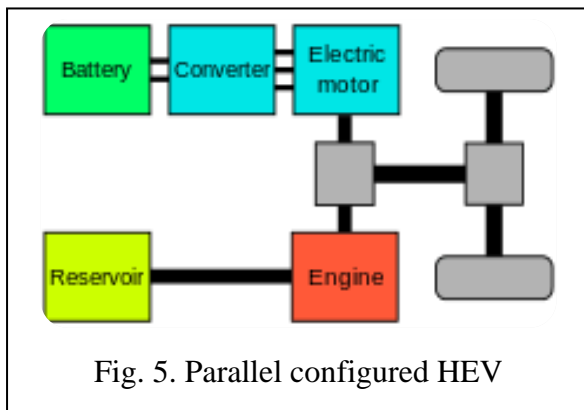 Battery
Converter
Electric
motor
Reservoir
Engine
Fig. 5. Parallel configured HEV